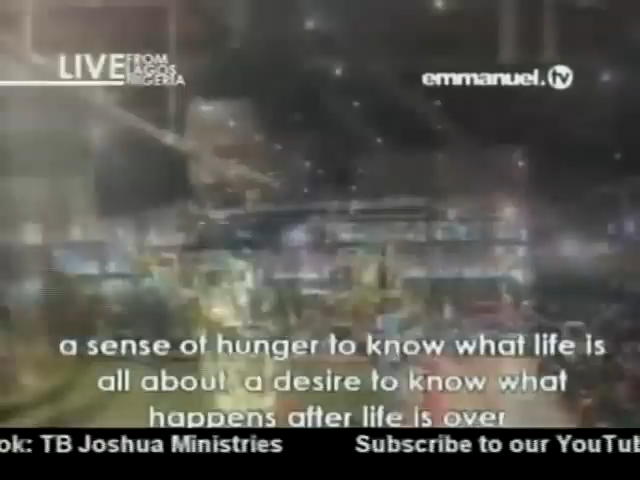 LIVE FROM LAGOS NIGERIA
emmanuel.tv
a sense of hunger to know what life is
all about, a desire to know what
happens after life is over
ok: TB Joshua Ministries Subscribe to our YouTub